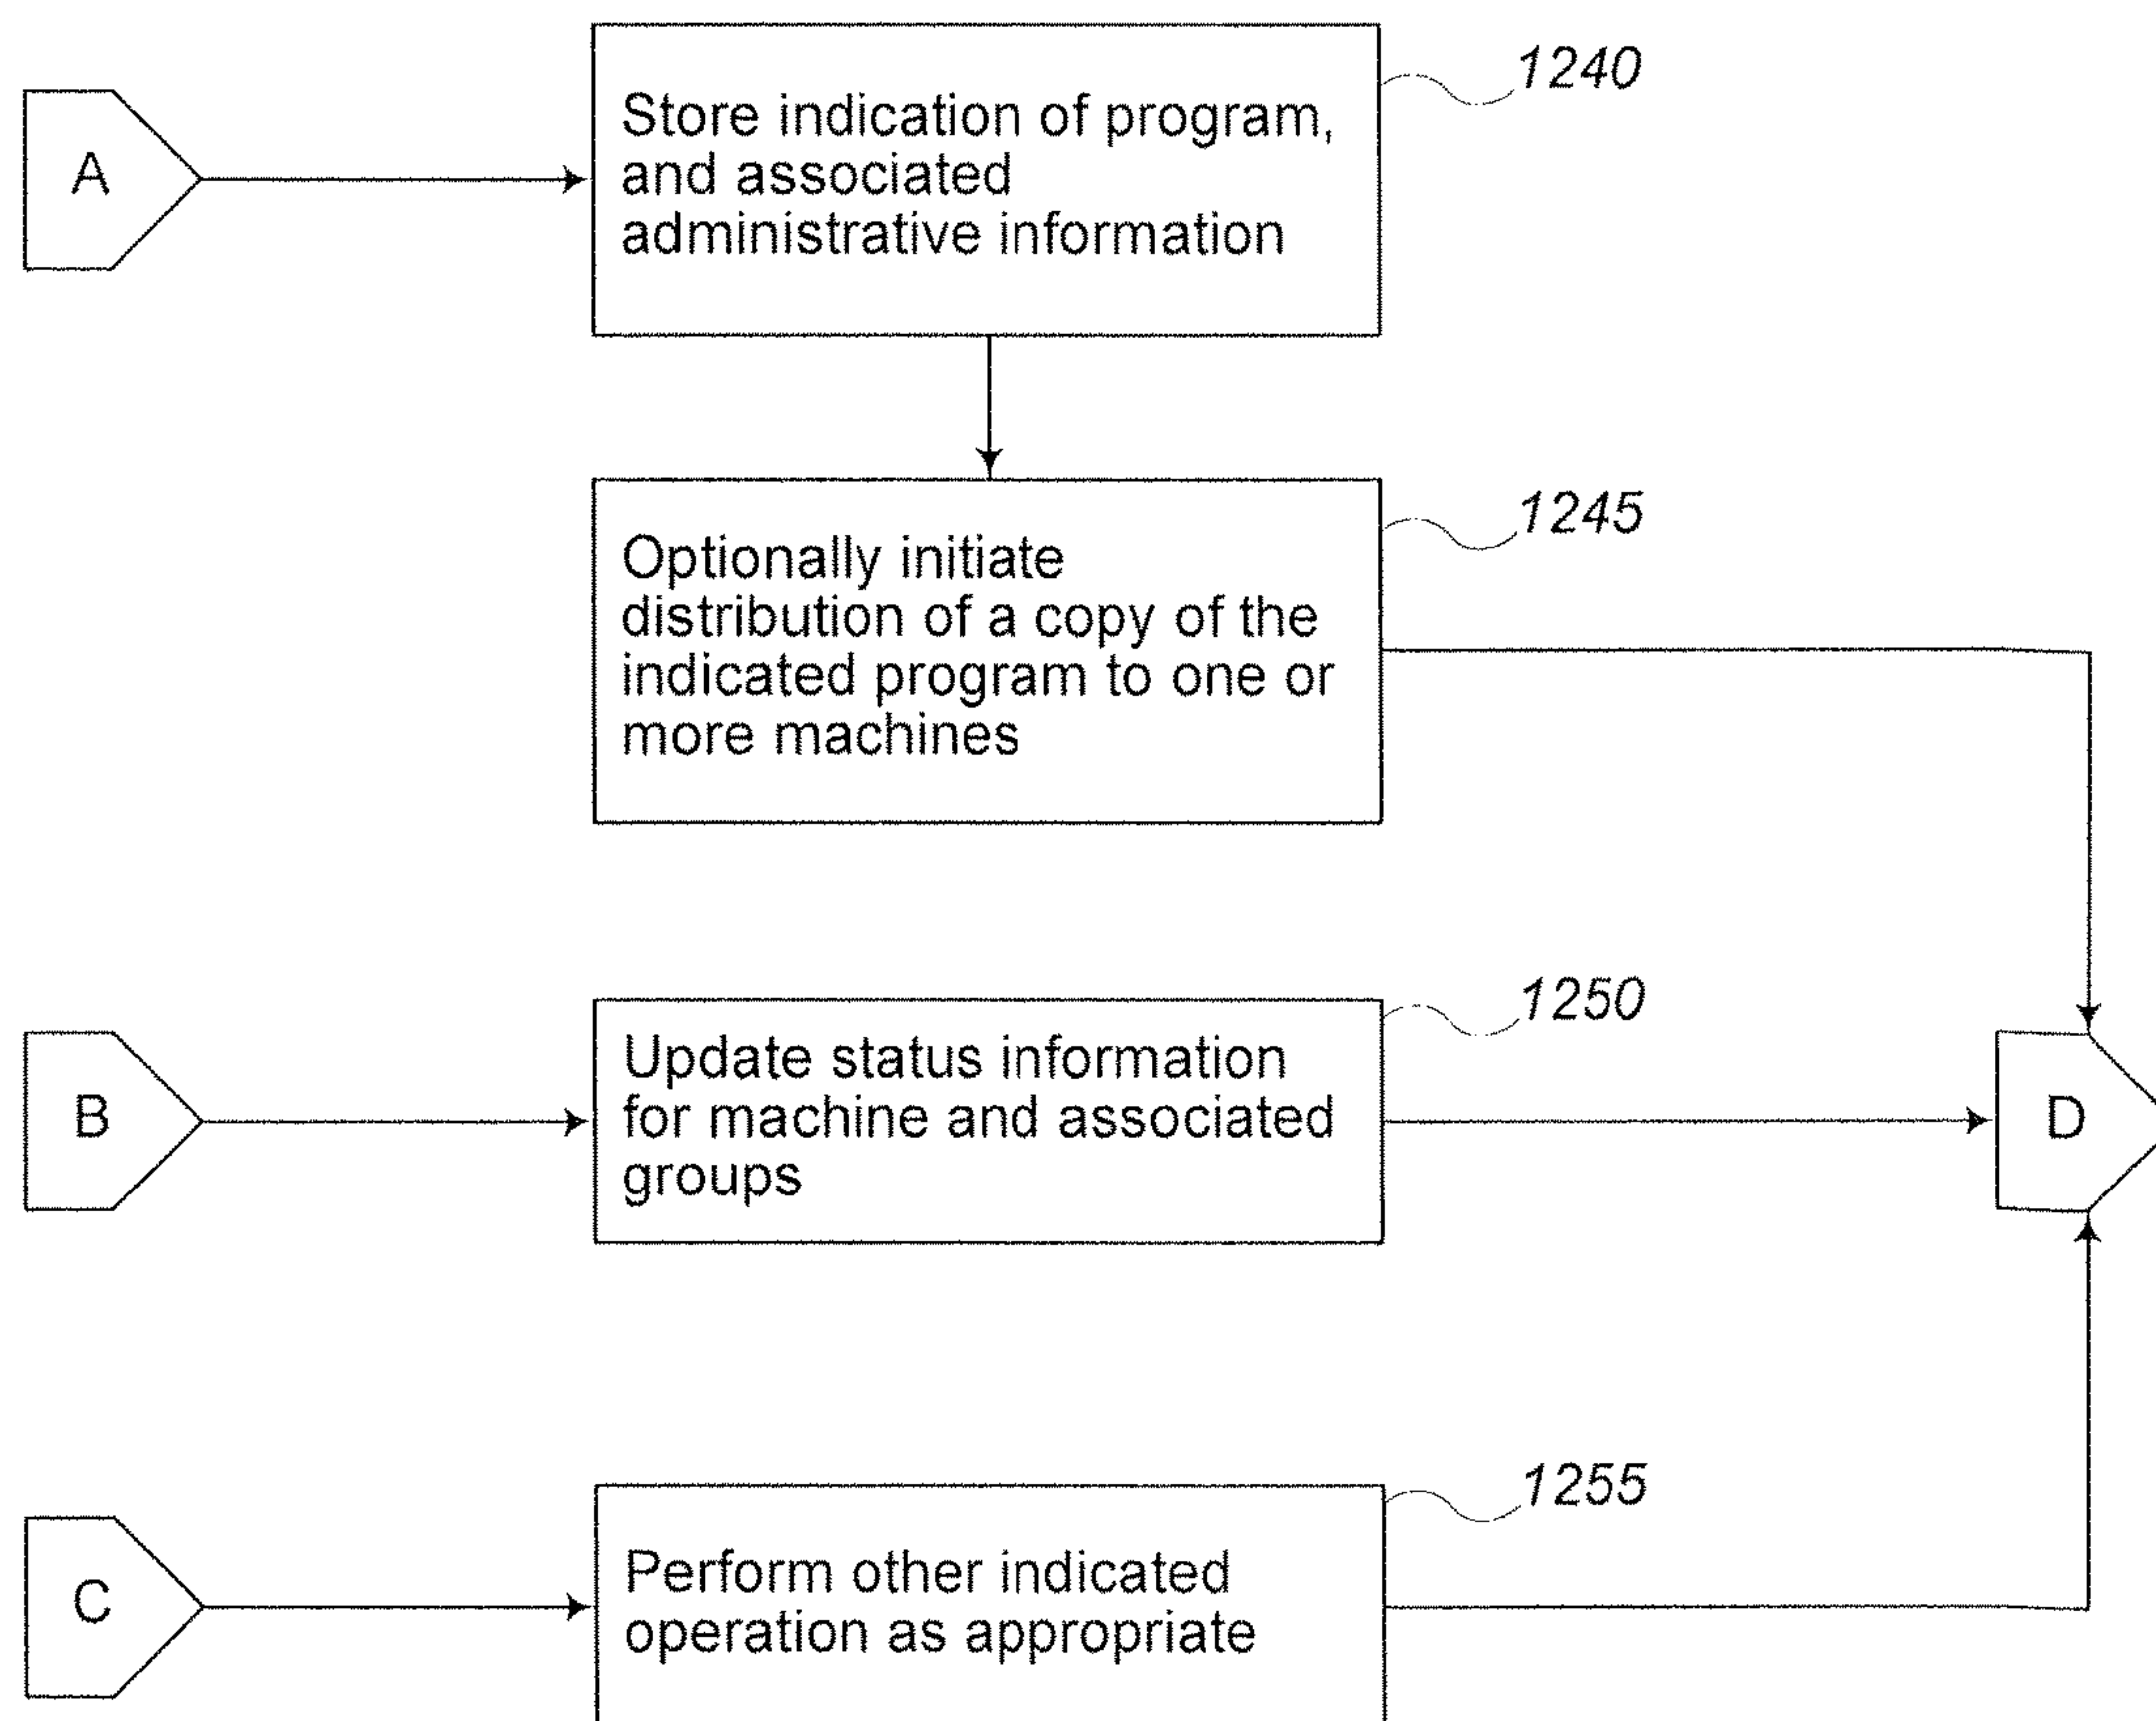 A
Store indication of program,
and associated
administrative information
1240
Optionally initiate
distribution of a copy of the
indicated program to one or
more machines
1245
B
Update status information
for machine and associated
groups
1250
D
C
Perform other indicated
operation as appropriate
1255